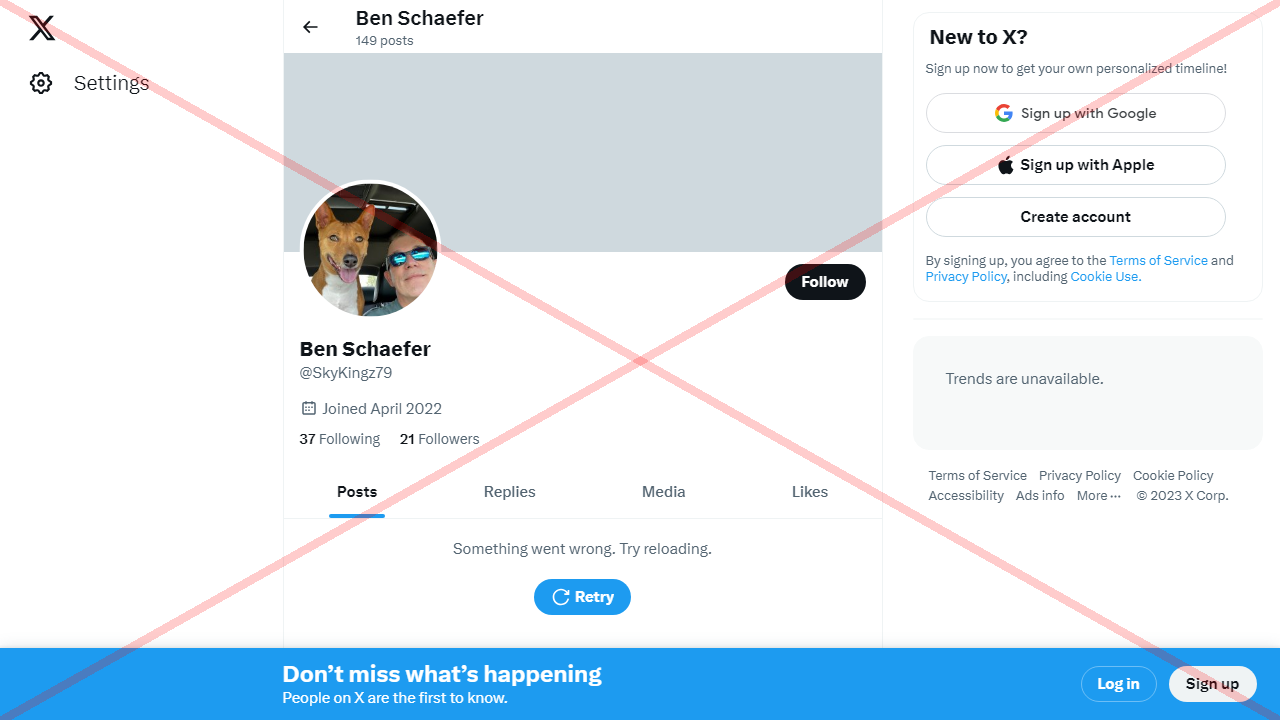 Settings
Ben Schaefer
149 posts
Follow
Ben Schaefer
@SkyKingz79
Joined April 2022
37 Following 21 Followers
Posts Replies Media Likes
Something went wrong. Try reloading.
Retry
New to X?
Sign up now to get your own personalized timeline!
Sign up with Google
Sign up with Apple
Create account
By signing up, you agree to the Terms of Service and
Privacy Policy, including Cookie Use.
Trends are unavailable.
Terms of Service Privacy Policy Cookie Policy
Accessibility Ads info More ··· © 2023 X Corp.
Don’t miss what’s happening
People on X are the first to know.
Log in Sign up